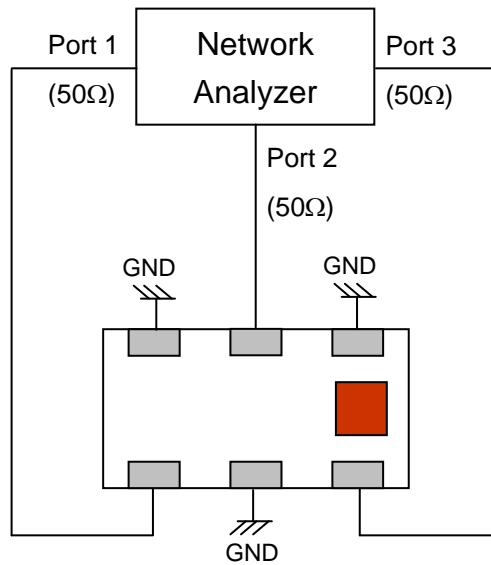 Port 1
(50Ω)
Network
Analyzer
Port 3
(50Ω)
Port 2
(50Ω)
GND
GND
GND